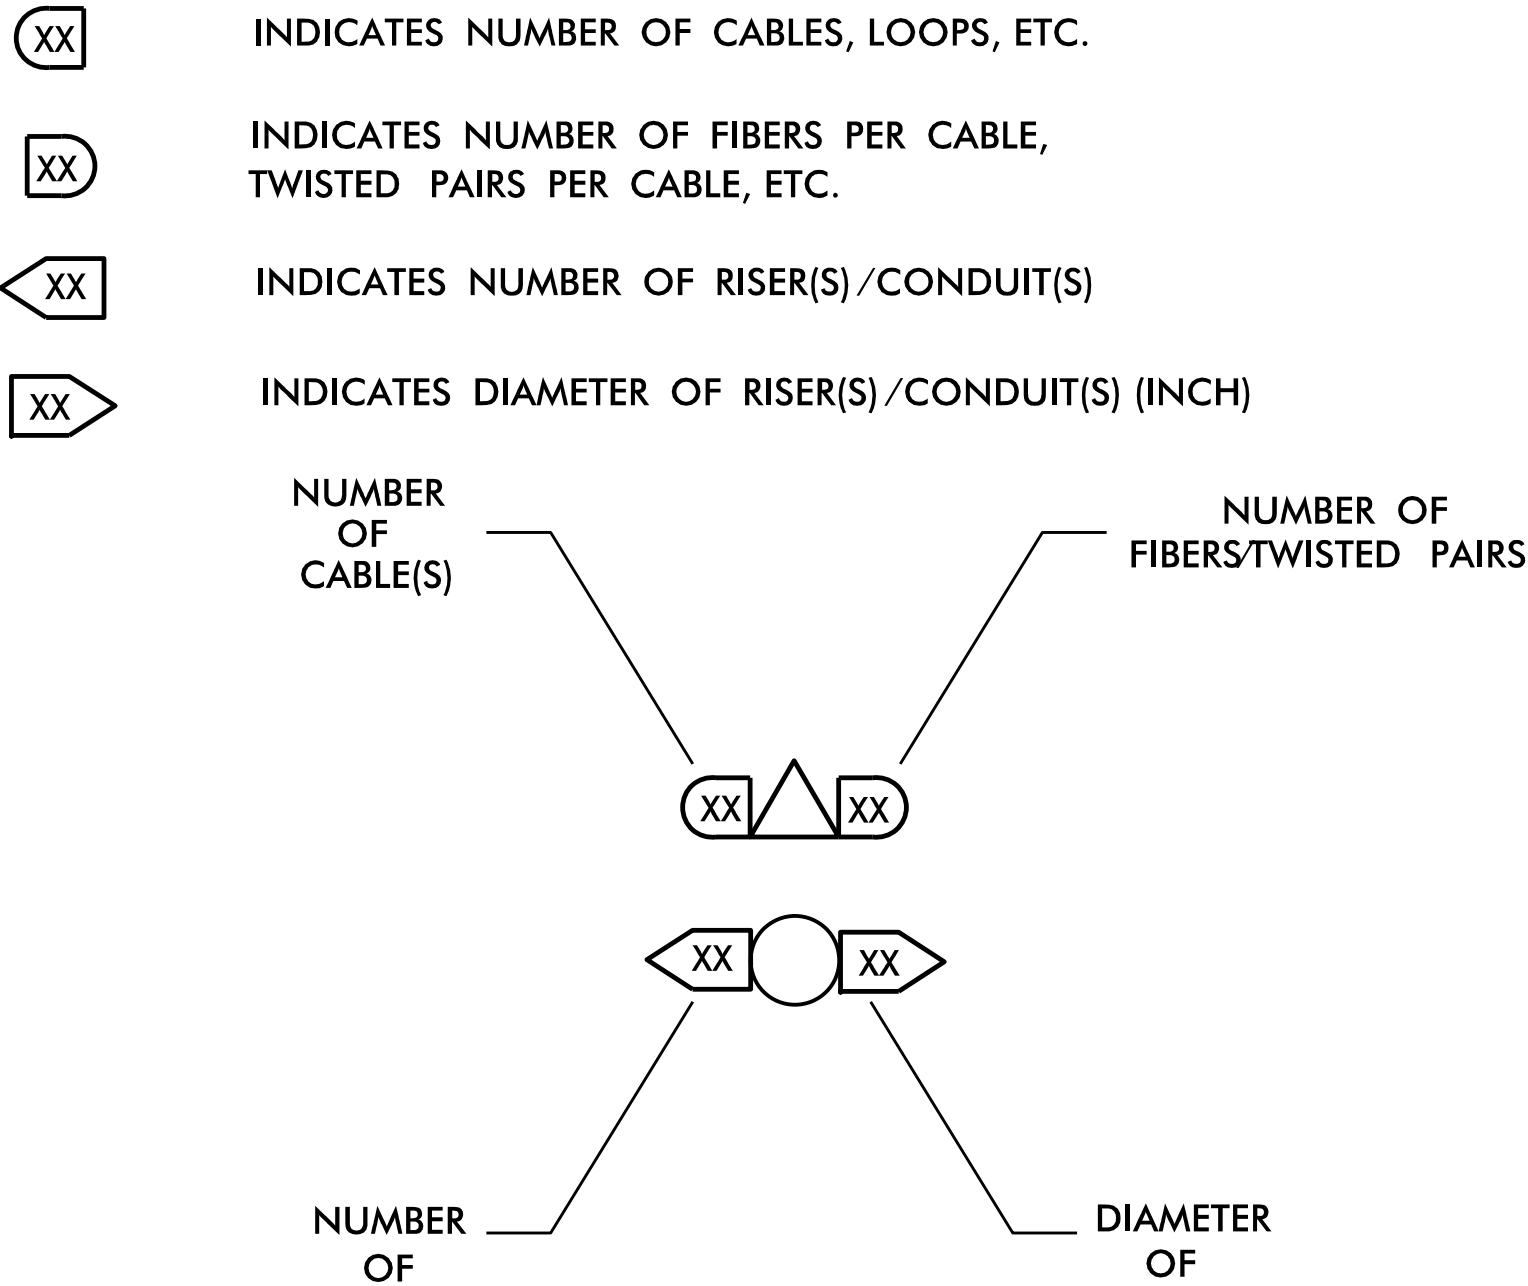 XX INDICATES NUMBER OF CABLES, LOOPS, ETC.
INDICATES NUMBER OF FIBERS PER CABLE,
XX TWISTED PAIRS PER CABLE, ETC.
XX INDICATES NUMBER OF RISER(S)/CONDUIT(S)
XX INDICATES DIAMETER OF RISER(S)/CONDUIT(S) (INCH)
NUMBER
OF
CABLE(S)
NUMBER OF
FIBERS/TWISTED PAIRS
XX XX
XX XX
NUMBER
OF
DIAMETER
OF